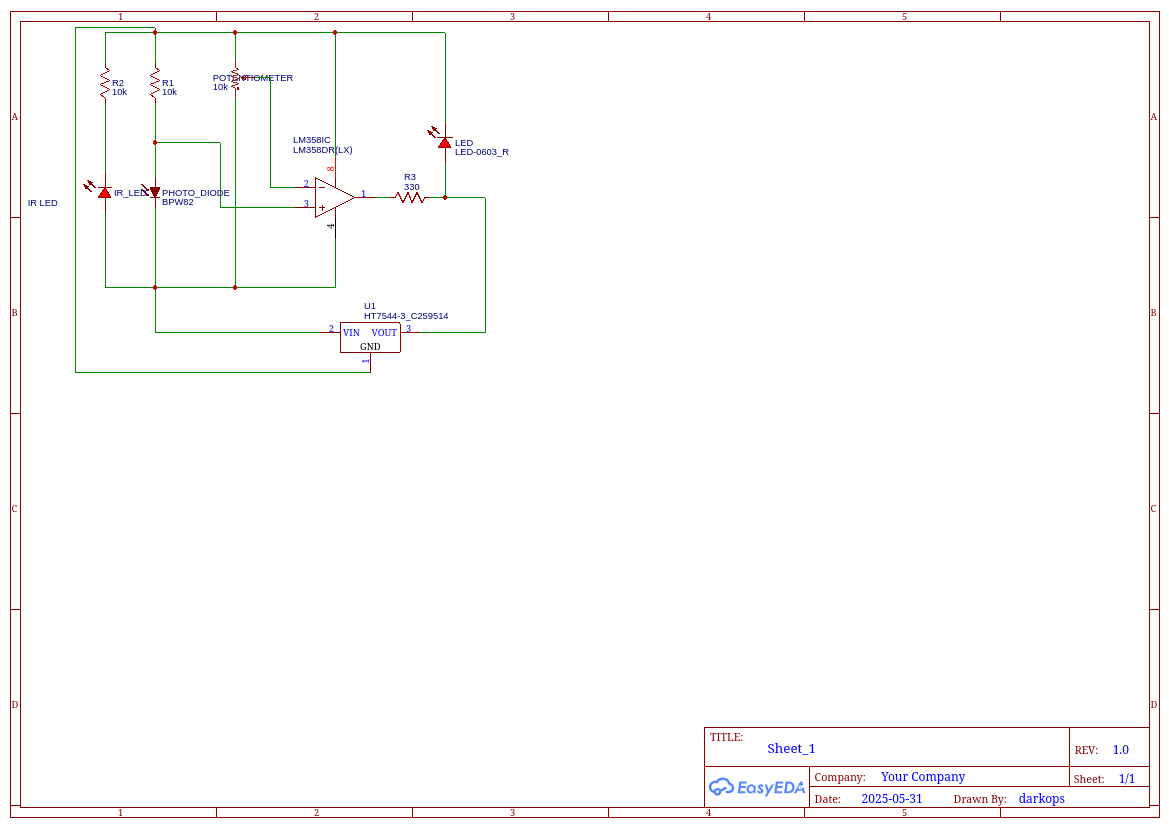 1 2 3 4 5
A A
R2
10k
R1
10k
POTENTIOMETER
10k
LM358IC
LM358DR(LX)
8
2
3
1
4
LED
LED-0603_R
R3
330
IR_LED
PHOTO_DIODE
BPW82
IR LED
B B
U1
HT7544-3_C259514
2 VIN VOUT 3
GND
1
C C
D D
TITLE:
Sheet_1
REV: 1.0
EasyEDA
Company: Your Company
Sheet: 1/1
Date: 2025-05-31 Drawn By: darkops
1 2 3 4 5